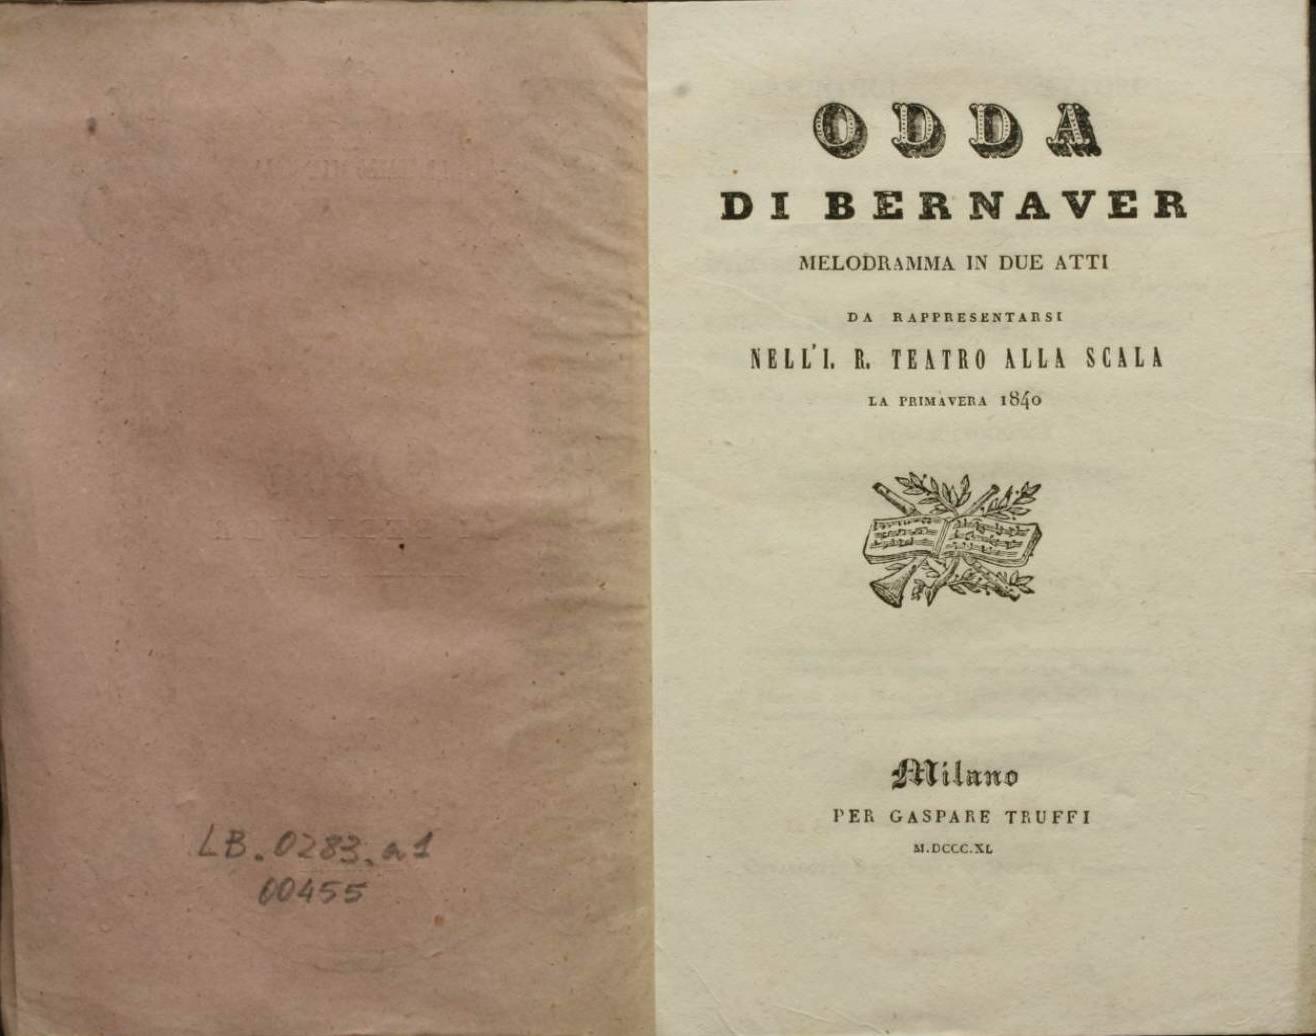 LB.0283.a1
00455
ODDA
DI BERNAVER
MELODRAMMA IN DUE ATTI
DA RAPPRESENTARSI
NELL'I. R. TEATRO ALLA SCALA
LA PRIMAVERA 1840
Milano
PER GASPARE TRUFFI
M.DCCC.XL